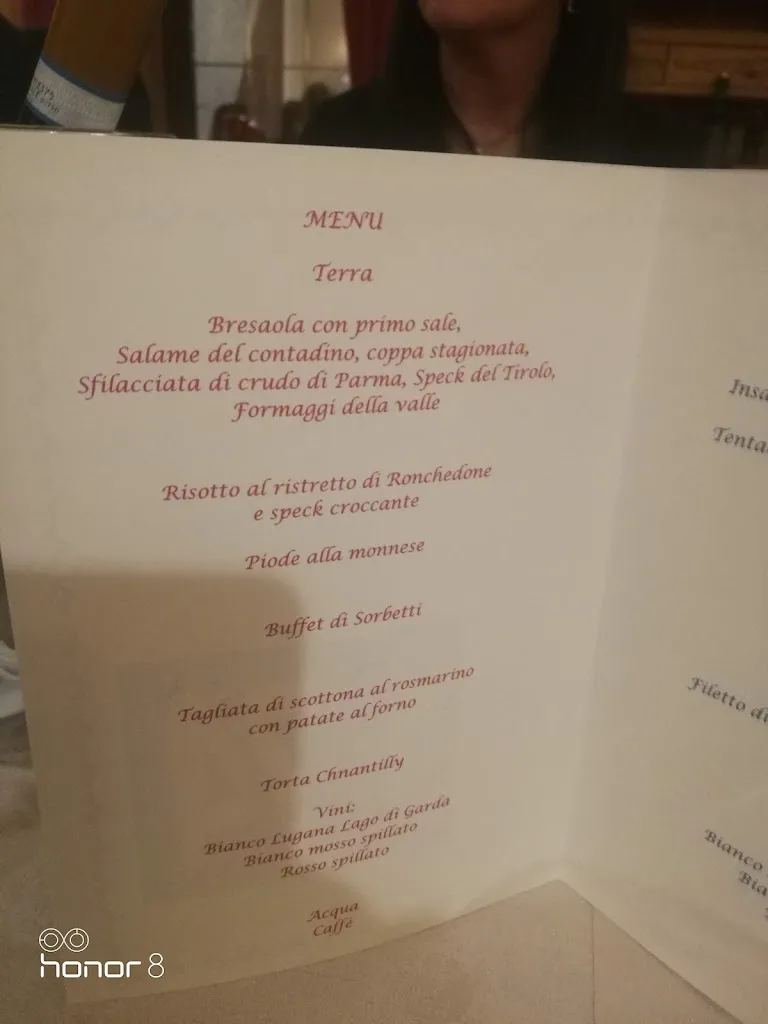 MENU
Terra
Bresaola con primo sale,
Salame del contadino, coppa stagionata,
Sfilacciata di crudo di Parma, Speck del Tirolo,
Formaggi della valle
Risotto al ristretto di Ronchedone
e speck croccante
Piode alla monnese
Buffet di Sorbetti
Tagliata di scottona al rosmarino
con patate al forno
Torta Chnantilly
Vini:
Bianco Lugana Lago di Garda
Bianco mosso spillato
Rosso spillato
Acqua
Caffé
Insa
Tenta
Filetto di
Bianco
Bia
honor 8